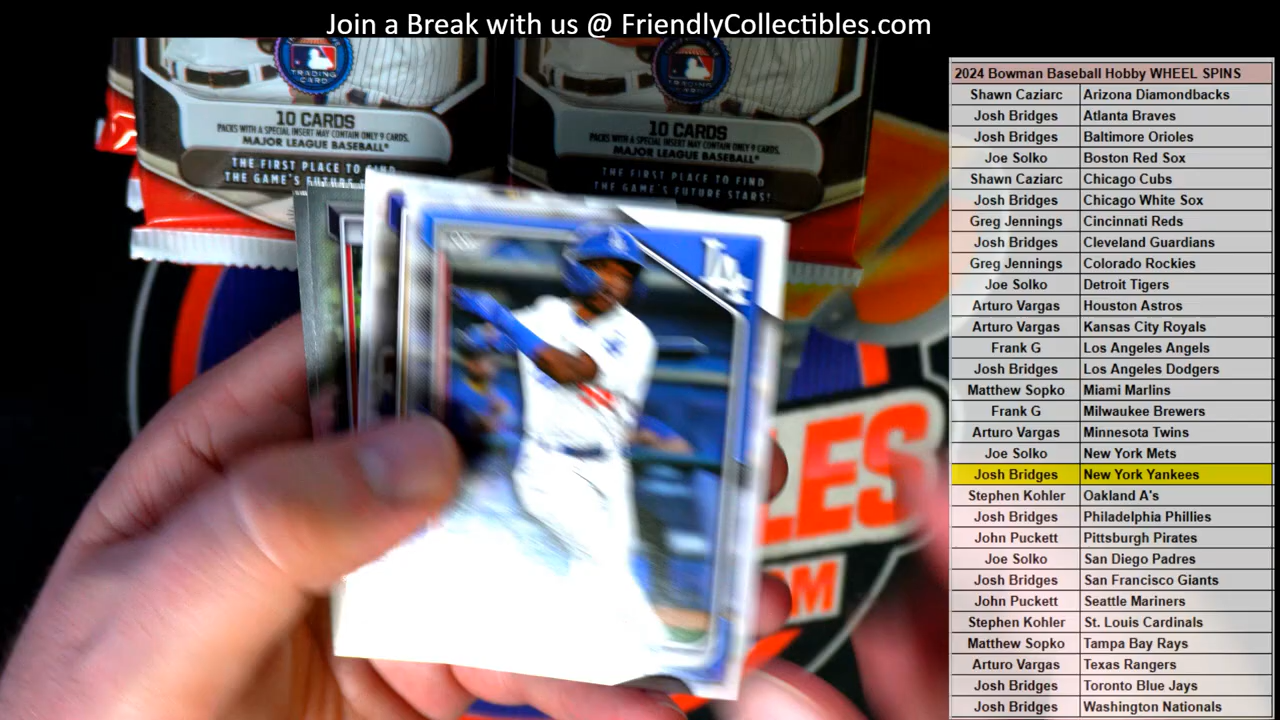 Join a Break with us @ FriendlyCollectibles.com
TRADING CARD
10 CARDS
PACKS WITH A SPECIAL INSERT MAY CONTAIN ONLY 9 CARDS.
MAJOR LEAGUE BASEBALL®
THE FIRST PLACE TO FIND
THE GAME'S FUTURE
10 CARDS
PACKS WITH A SPECIAL INSERT MAY CONTAIN ONLY 9 CARDS.
MAJOR LEAGUE BASEBALL®
THE FIRST PLACE TO FIND
THE GAME'S FUTURE STARS!
LA
LES
OM
2024 Bowman Baseball Hobby WHEEL SPINS
Shawn Caziarc Arizona Diamondbacks
Josh Bridges Atlanta Braves
Josh Bridges Baltimore Orioles
Joe Solko Boston Red Sox
Shawn Caziarc Chicago Cubs
Josh Bridges Chicago White Sox
Greg Jennings Cincinnati Reds
Josh Bridges Cleveland Guardians
Greg Jennings Colorado Rockies
Joe Solko Detroit Tigers
Arturo Vargas Houston Astros
Arturo Vargas Kansas City Royals
Frank G Los Angeles Angels
Josh Bridges Los Angeles Dodgers
Matthew Sopko Miami Marlins
Frank G Milwaukee Brewers
Arturo Vargas Minnesota Twins
Joe Solko New York Mets
Josh Bridges New York Yankees
Stephen Kohler Oakland A's
Josh Bridges Philadelphia Phillies
John Puckett Pittsburgh Pirates
Joe Solko San Diego Padres
Josh Bridges San Francisco Giants
John Puckett Seattle Mariners
Stephen Kohler St. Louis Cardinals
Matthew Sopko Tampa Bay Rays
Arturo Vargas Texas Rangers
Josh Bridges Toronto Blue Jays
Josh Bridges Washington Nationals